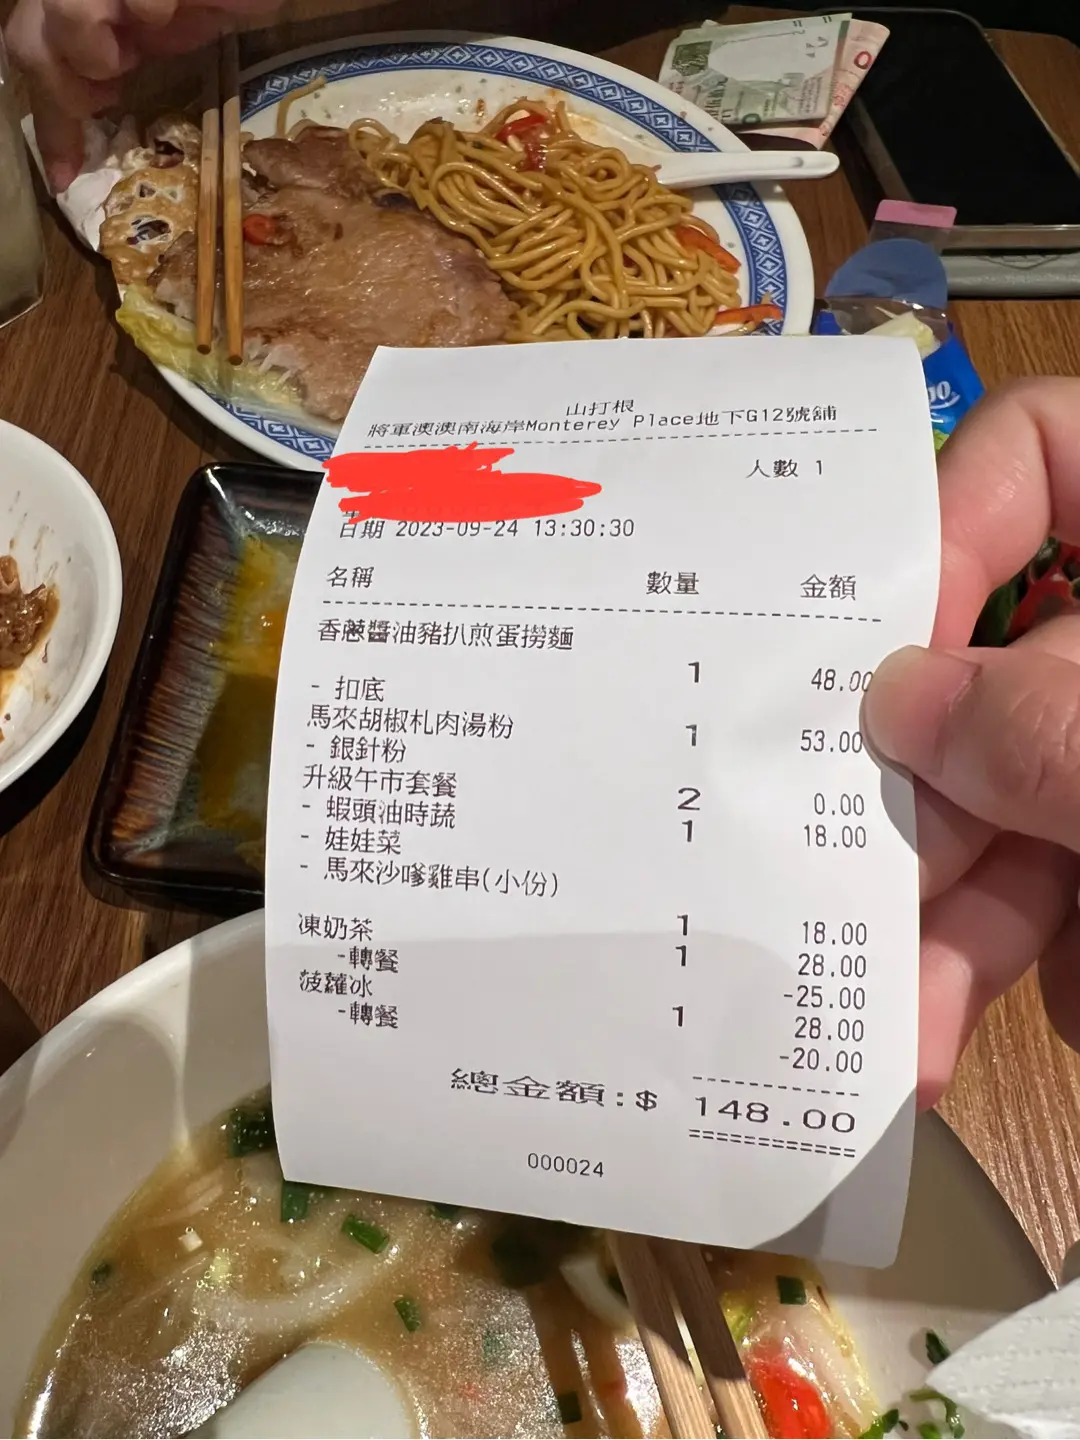 山打根
將軍澳澳南海岸Monterey Place地下G12號舖
人數 1
日期 2023-09-24 13:30:30
名稱 數量 金額
香蔥醬油豬扒煎蛋撈麵
1 48.00
- 扣底
馬來胡椒札肉湯粉
1 53.00
- 銀針粉
升級午市套餐
2 0.00
- 蝦頭油時蔬
1 18.00
- 娃娃菜
- 馬來沙嗲雞串(小份)
1 18.00
凍奶茶
1 28.00
-轉餐
-25.00
菠蘿冰
1 28.00
-轉餐
-20.00
總金額:$ 148.00
000024